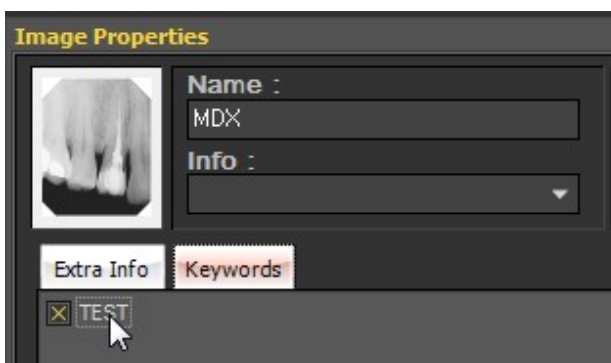 Image Properties
Name :
MDX
Info :
Extra Info Keywords
TEST